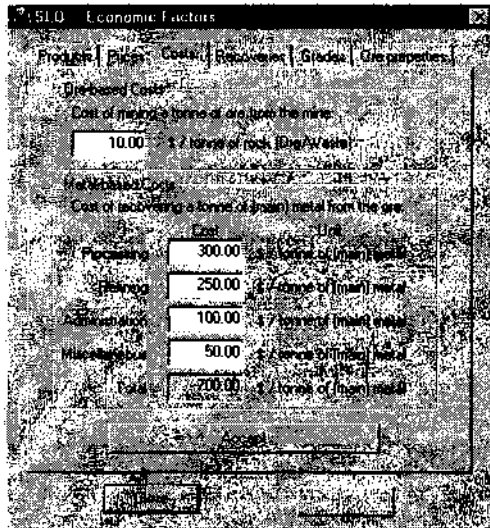 SLO - Economic Factors
Products Prices Costs Recoveries Grades Ore properties
Ore-based Costs
Cost of mining a tonne of ore from the mine:
10.00 $ / tonne of rock (Ore/Waste)
Metal-based Costs
Cost of recovering a tonne of (main) metal from the ore:
Cost Unit
Processing 300.00 $ / tonne of (main) metal
Refining 250.00 $ / tonne of (main) metal
Administration 100.00 $ / tonne of (main) metal
Miscellaneous 50.00 $ / tonne of (main) metal
Total 700.00 $ / tonne of (main) metal
Accept